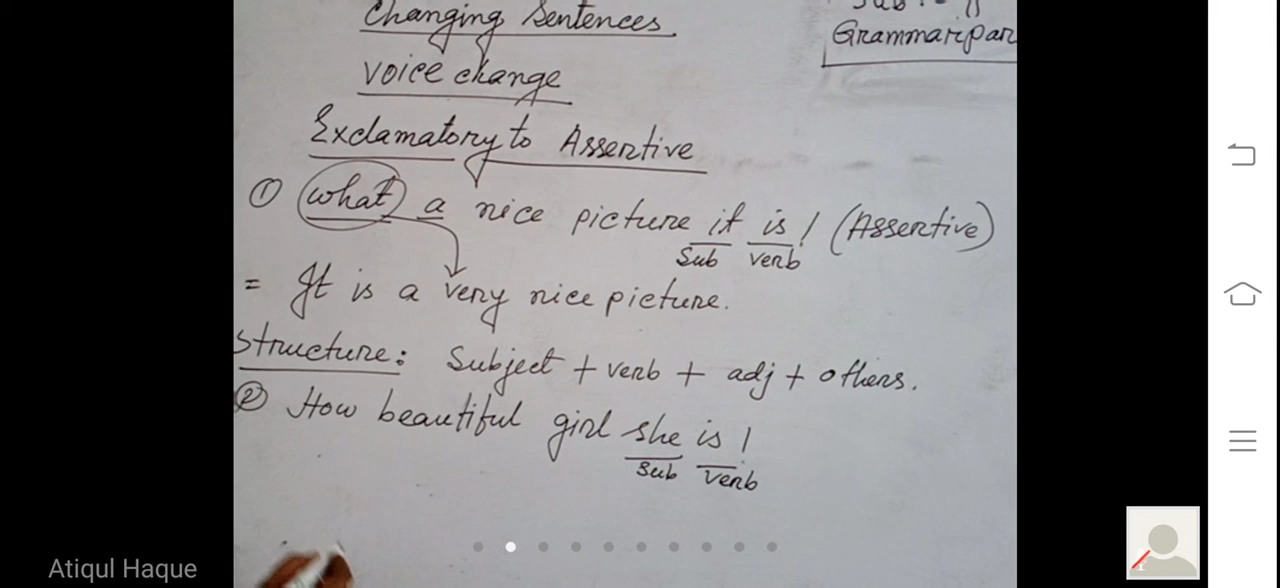 Changing Sentences
Grammar par
Voice change
Exclamatory to Assertive
① What a nice picture it is! (Assertive)
Sub verb
= It is a very nice picture.
Structure: Subject + verb + adj + others.
② How beautiful girl she is!
Sub verb
Atiqul Haque